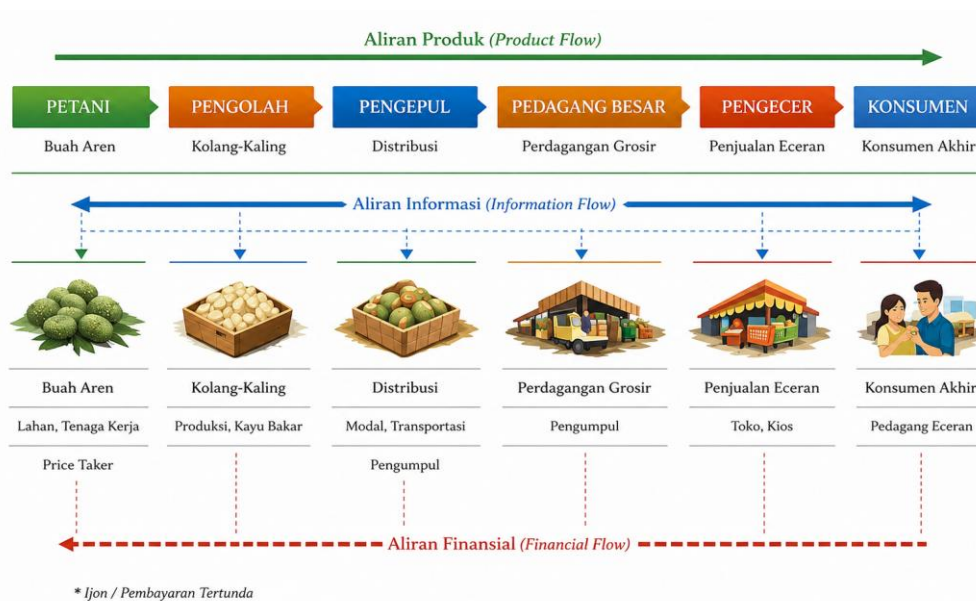 Aliran Produk (Product Flow)
PETANI PENGOLAH PENGEPUL PEDAGANG BESAR PENGECER KONSUMEN
Buah Aren Kolang-Kaling Distribusi Perdagangan Grosir Penjualan Eceran Konsumen Akhir
Aliran Informasi (Information Flow)
Buah Aren Kolang-Kaling Distribusi Perdagangan Grosir Penjualan Eceran Konsumen Akhir
Lahan, Tenaga Kerja Produksi, Kayu Bakar Modal, Transportasi Pengumpul Toko, Kios Pedagang Eceran
Price Taker Pengumpul
Aliran Finansial (Financial Flow)
* Ijon / Pembayaran Tertunda